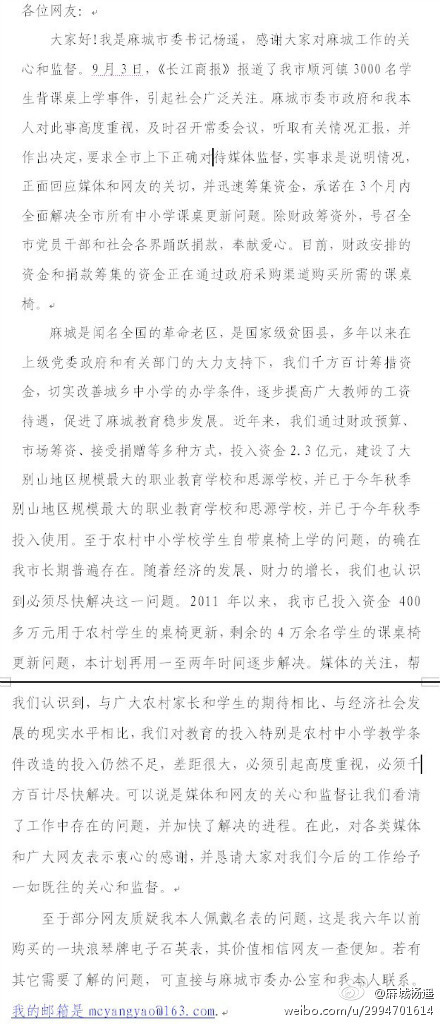 各位网友：
大家好!我是麻城市委书记杨遥，感谢大家对麻城工作的关
心和监督。9月3日，《长江商报》报道了我市顺河镇3000名学
生背课桌上学事件，引起社会广泛关注。麻城市委市政府和我本
人对此事高度重视，及时召开常委会议，听取有关情况汇报，并
作出决定，要求全市上下正确对待媒体监督，实事求是说明情况，
正面回应媒体和网友的关切，并迅速筹集资金，承诺在3个月内
全面解决全市所有中小学课桌更新问题。除财政筹资外，号召全
市党员干部和社会各界踊跃捐款，奉献爱心。目前，财政安排的
资金和捐款筹集的资金正在通过政府采购渠道购买所需的课桌
椅。
麻城是闻名全国的革命老区，是国家级贫困县，多年以来在
上级党委政府和有关部门的大力支持下，我们千方百计筹措资
金，切实改善城乡中小学的办学条件，逐步提高广大教师的工资
待遇，促进了麻城教育稳步发展。近年来，我们通过财政预算、
市场筹资、接受捐赠等多种方式，投入资金2.3亿元，建设了大
别山地区规模最大的职业教育学校和思源学校，并已于今年秋季
别山地区规模最大的职业教育学校和思源学校，并已于今年秋季
投入使用。至于农村中小学校学生自带桌椅上学的问题，的确在
我市长期普遍存在。随着经济的发展、财力的增长，我们也认识
到必须尽快解决这一问题。2011年以来，我市已投入资金400
多万元用于农村学生的桌椅更新，剩余的4万余名学生的课桌椅
更新问题，本计划再用一至两年时间逐步解决。媒体的关注，帮
我们认识到，与广大农村家长和学生的期待相比、与经济社会发
展的现实水平相比，我们对教育的投入特别是农村中小学教学条
件改造的投入仍然不足，差距很大，必须引起高度重视，必须千
方百计尽快解决。可以说是媒体和网友的关心和监督让我们看清
了工作中存在的问题，并加快了解决的进程。在此，对各类媒体
和广大网友表示衷心的感谢，并恳请大家对我们今后的工作给予
一如既往的关心和监督。
至于部分网友质疑我本人佩戴名表的问题，这是我六年以前
购买的一块浪琴牌电子石英表，其价值相信网友一查便知。若有
其它需要了解的问题，可直接与麻城市委办公室和我本人联系。
我的邮箱是mcyangyao@163.com.
@麻城杨遥
weibo.com/u/2994701614